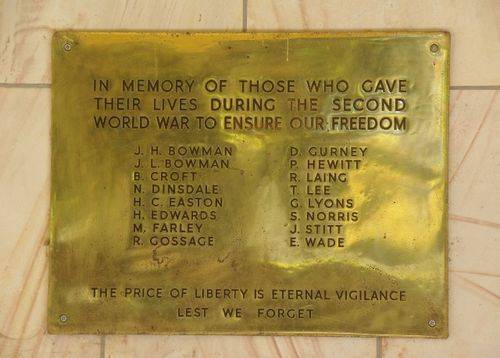 IN MEMORY OF THOSE WHO GAVE
THEIR LIVES DURING THE SECOND
WORLD WAR TO ENSURE OUR FREEDOM
J. H. BOWMAN
J. L. BOWMAN
B. CROFT
N. DINSDALE
H. C. EASTON
H. EDWARDS
M. FARLEY
R. GOSSAGE
D. GURNEY
P. HEWITT
R. LAING
T. LEE
G. LYONS
S. NORRIS
J. STITT
E. WADE
THE PRICE OF LIBERTY IS ETERNAL VIGILANCE
LEST WE FORGET